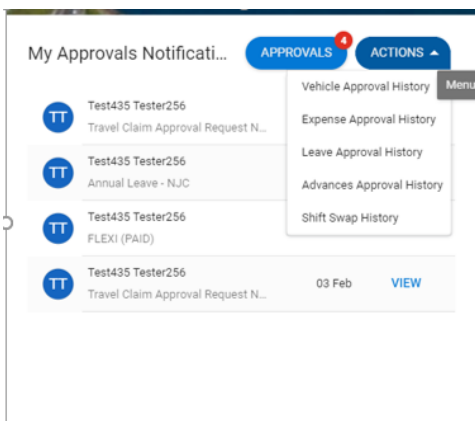 My Approvals Notificati...
APPROVALS
4
ACTIONS
Menu
Vehicle Approval History
Expense Approval History
Leave Approval History
Advances Approval History
Shift Swap History
TT
Test435 Tester256
Travel Claim Approval Request N...
TT
Test435 Tester256
Annual Leave - NJC
TT
Test435 Tester256
FLEXI (PAID)
TT
Test435 Tester256
Travel Claim Approval Request N...
03 Feb
VIEW